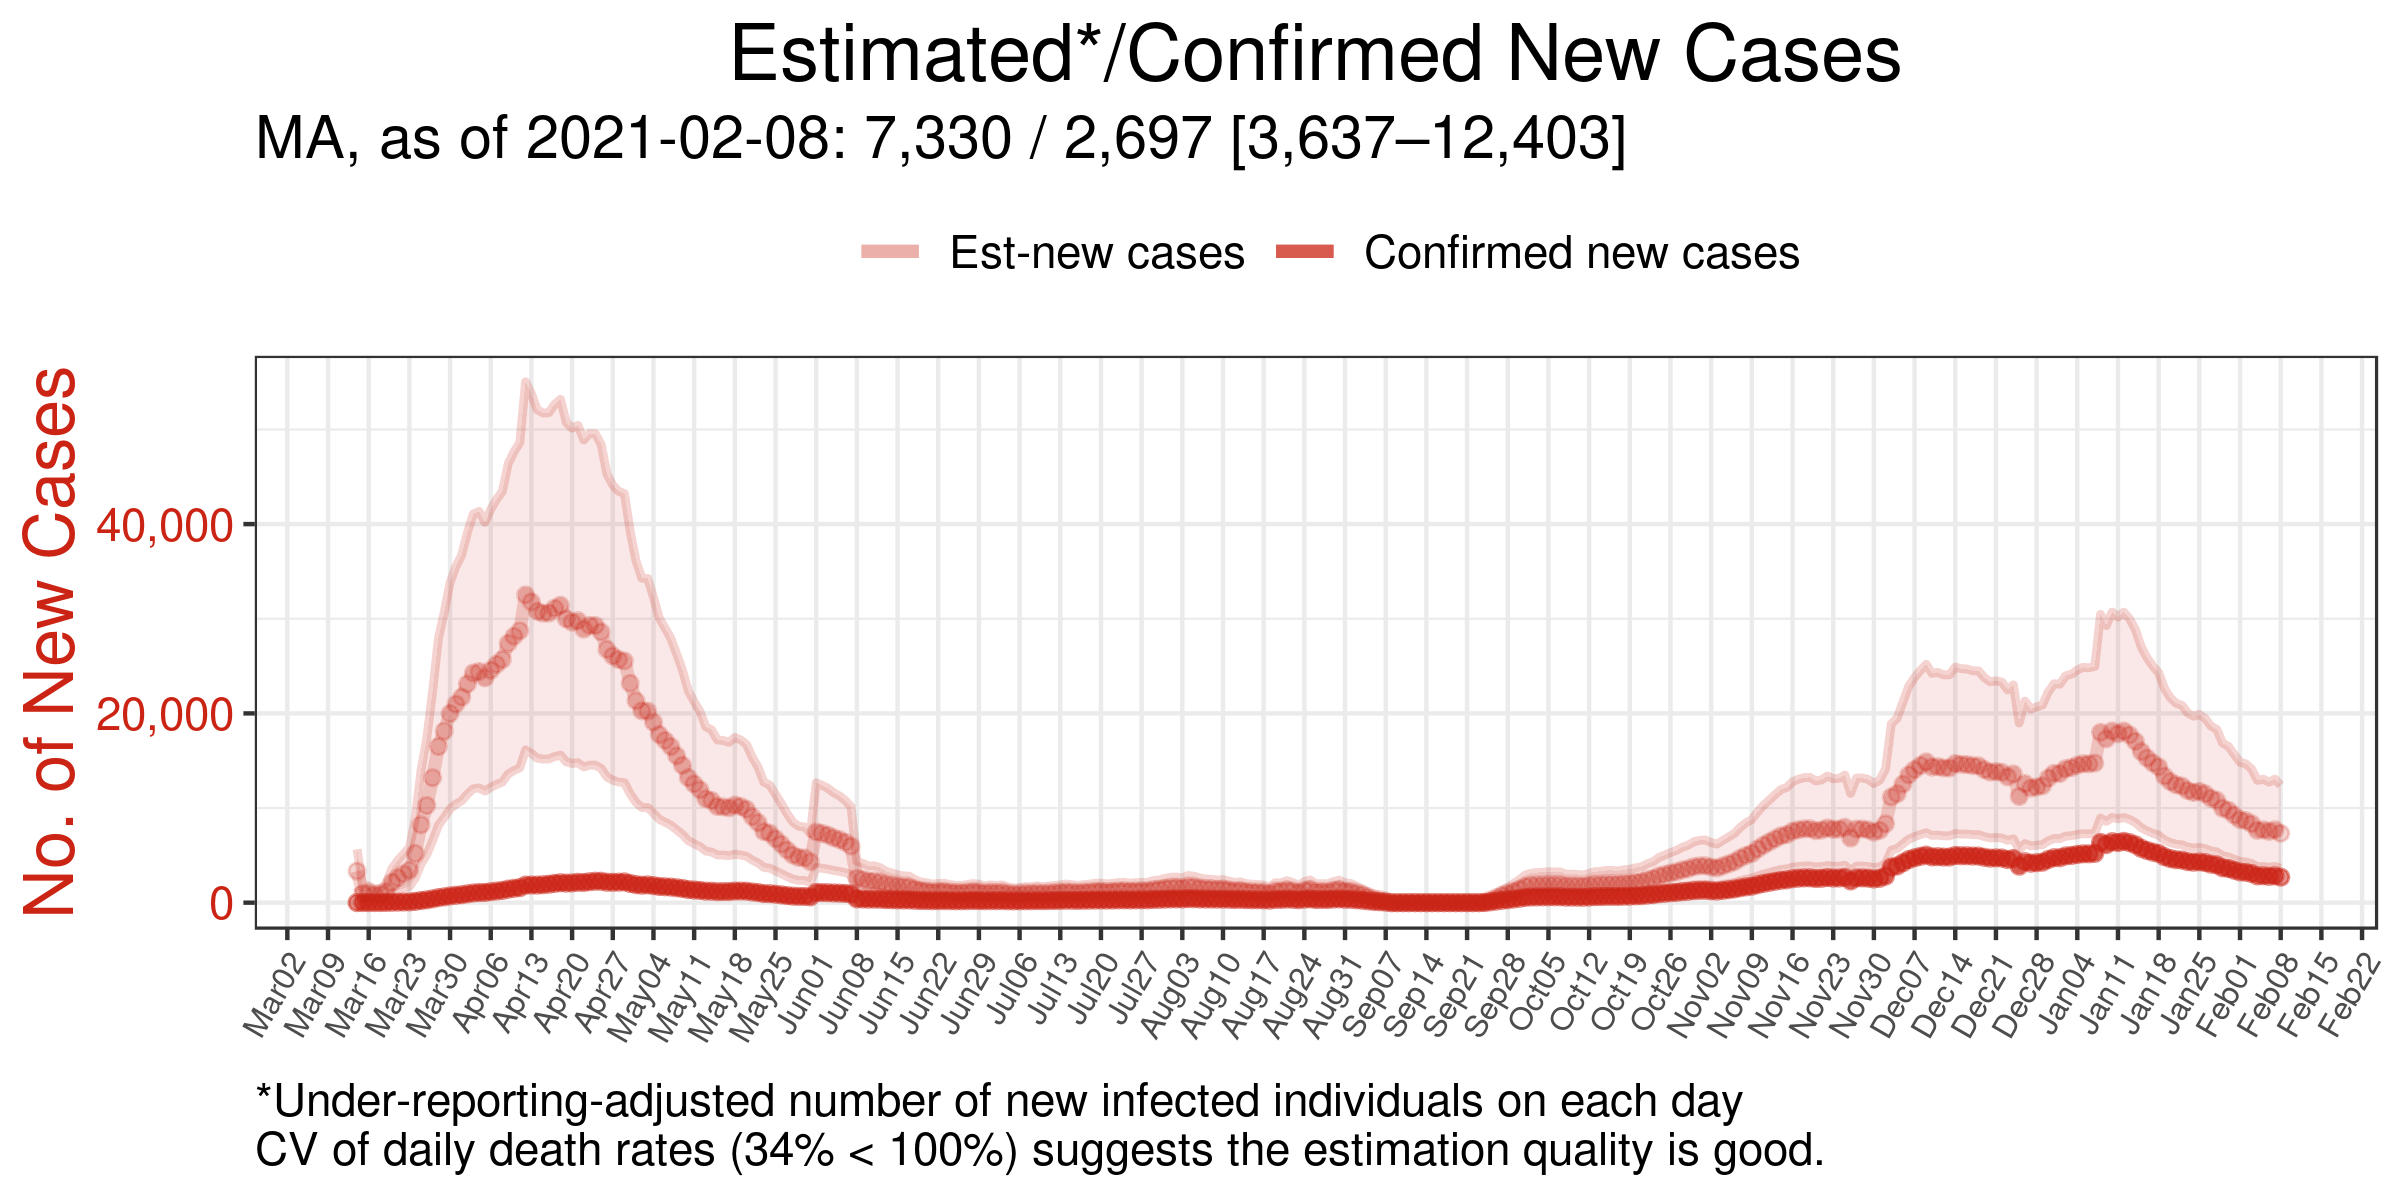 Estimated*/Confirmed New Cases
MA, as of 2021-02-08: 7,330 / 2,697 [3,637–12,403]
Est-new cases
Confirmed new cases
No. of New Cases
40,000
20,000
0
Mar02
Mar09
Mar16
Mar23
Mar30
Apr06
Apr13
Apr20
Apr27
May04
May11
May18
May25
Jun01
Jun08
Jun15
Jun22
Jun29
Jul06
Jul13
Jul20
Jul27
Aug03
Aug10
Aug17
Aug24
Aug31
Sep07
Sep14
Sep21
Sep28
Oct05
Oct12
Oct19
Oct26
Nov02
Nov09
Nov16
Nov23
Nov30
Dec07
Dec14
Dec21
Dec28
Jan04
Jan11
Jan18
Jan25
Feb01
Feb08
Feb15
Feb22
*Under-reporting-adjusted number of new infected individuals on each day
CV of daily death rates (34% < 100%) suggests the estimation quality is good.